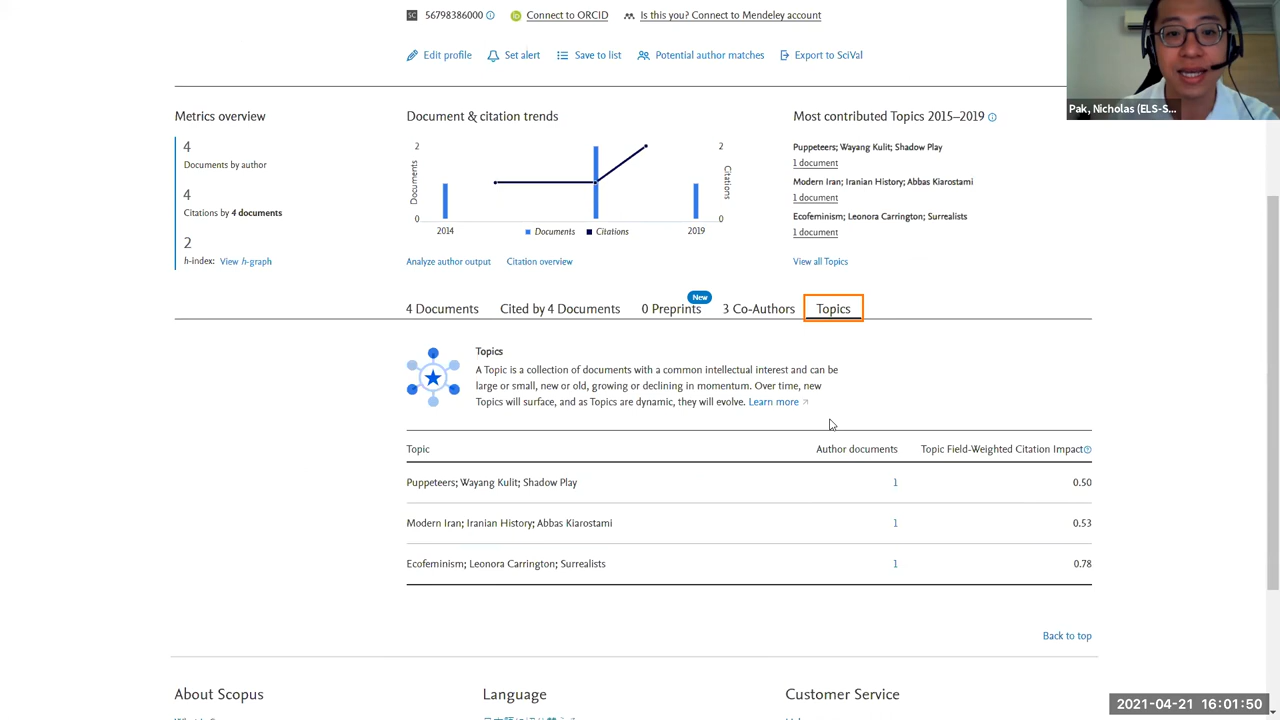 SC 56798386000 Connect to ORCID Is this you? Connect to Mendeley account
Edit profile Set alert Save to list Potential author matches Export to SciVal
Pak, Nicholas (ELS-S...
Metrics overview
4
Documents by author
4
Citations by 4 documents
2
h-index: View h-graph
Document & citation trends
2
Documents
0
2
Citations
0
2014
2019
Documents Citations
Analyze author output Citation overview
Most contributed Topics 2015–2019
Puppeteers; Wayang Kulit; Shadow Play
1 document
Modern Iran; Iranian History; Abbas Kiarostami
1 document
Ecofeminism; Leonora Carrington; Surrealists
1 document
View all Topics
New
4 Documents Cited by 4 Documents 0 Preprints 3 Co-Authors Topics
Topics
A Topic is a collection of documents with a common intellectual interest and can be
large or small, new or old, growing or declining in momentum. Over time, new
Topics will surface, and as Topics are dynamic, they will evolve. Learn more
Topic Author documents Topic Field-Weighted Citation Impact
Puppeteers; Wayang Kulit; Shadow Play 1 0.50
Modern Iran; Iranian History; Abbas Kiarostami 1 0.53
Ecofeminism; Leonora Carrington; Surrealists 1 0.78
Back to top
About Scopus Language Customer Service
2021-04-21 16:01:50